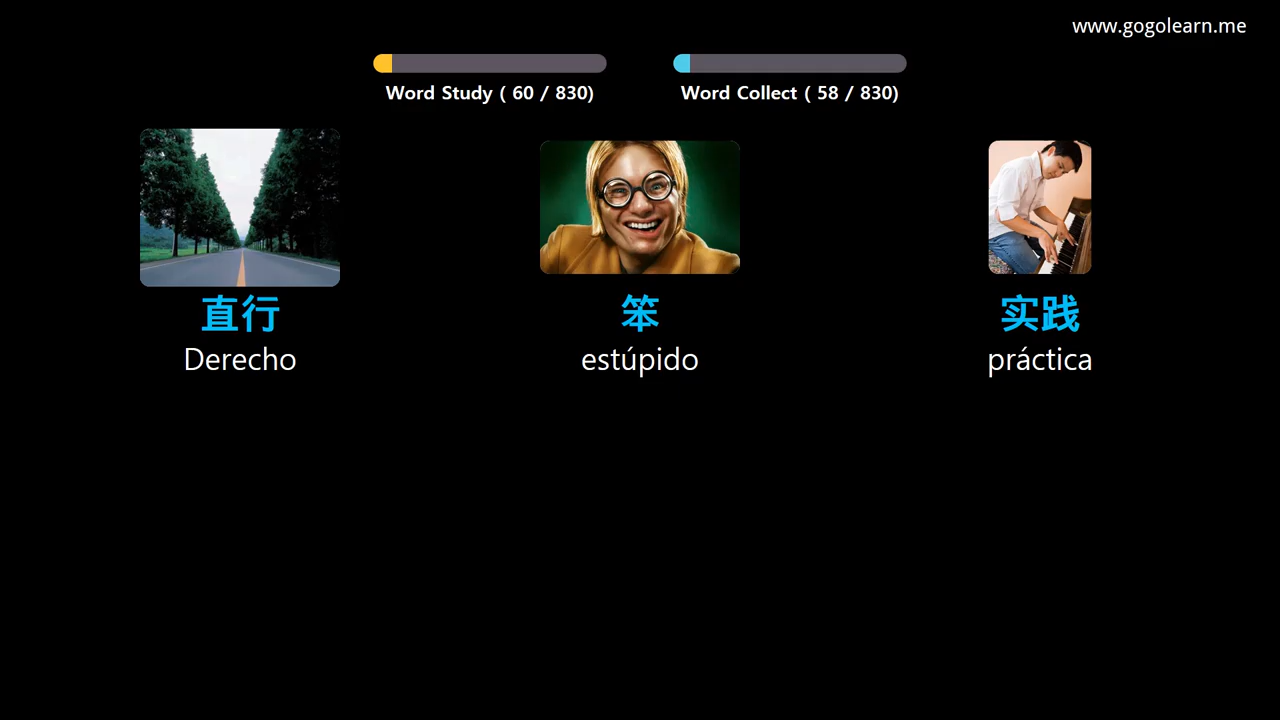 www.gogolearn.me
Word Study ( 60 / 830)
Word Collect ( 58 / 830)
直行
笨
实践
Derecho
estúpido
práctica